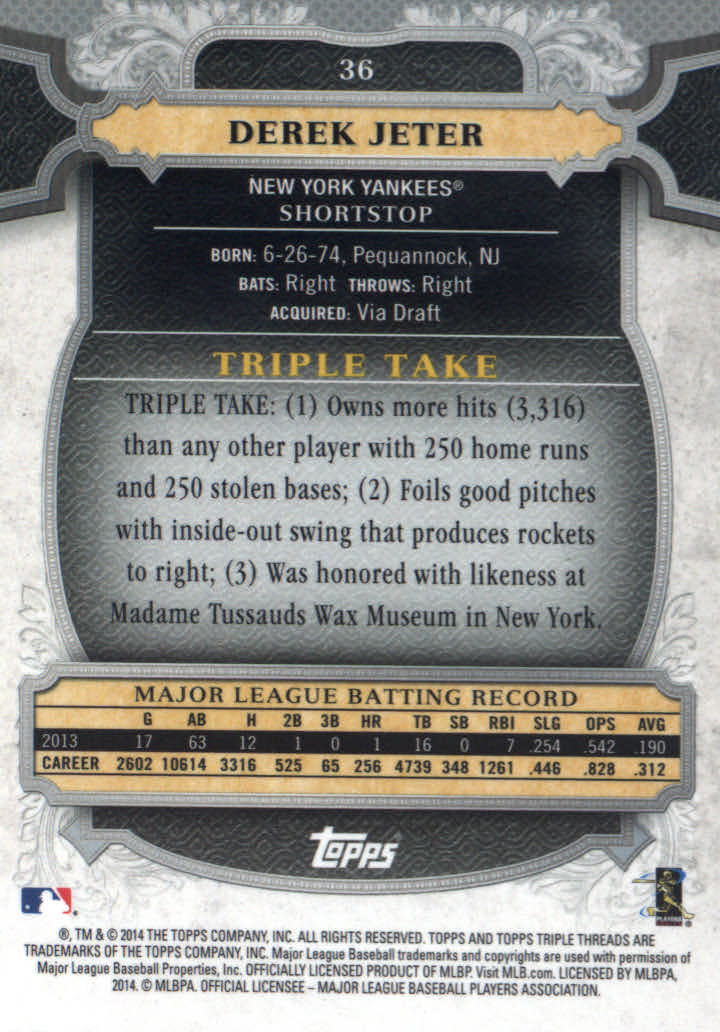 36
DEREK JETER
NEW YORK YANKEES®
SHORTSTOP
BORN: 6-26-74, Pequannock, NJ
BATS: Right THROWS: Right
ACQUIRED: Via Draft
TRIPLE TAKE
TRIPLE TAKE: (1) Owns more hits (3,316)
than any other player with 250 home runs
and 250 stolen bases; (2) Foils good pitches
with inside-out swing that produces rockets
to right; (3) Was honored with likeness at
Madame Tussauds Wax Museum in New York.
MAJOR LEAGUE BATTING RECORD
G AB H 2B 3B HR TB SB RBI SLG OPS AVG
2013 17 63 12 1 0 1 16 0 7 .254 .542 .190
CAREER 2602 10614 3316 525 65 256 4739 348 1261 .446 .828 .312
Topps
PLAYERS
®, TM & © 2014 THE TOPPS COMPANY, INC. ALL RIGHTS RESERVED. TOPPS AND TOPPS TRIPLE THREADS ARE
TRADEMARKS OF THE TOPPS COMPANY, INC. Major League Baseball trademarks and copyrights are used with permission of
Major League Baseball Properties, Inc. OFFICIALLY LICENSED PRODUCT OF MLBP. Visit MLB.com. LICENSED BY MLBPA,
2014. © MLBPA. OFFICIAL LICENSEE – MAJOR LEAGUE BASEBALL PLAYERS ASSOCIATION.